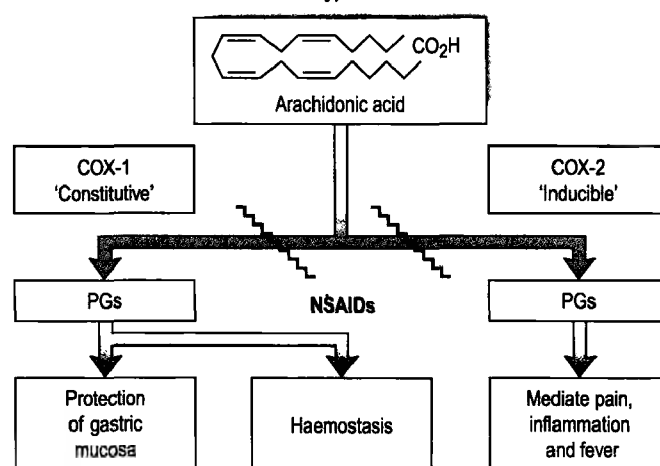 CO₂H
Arachidonic acid
COX-1
'Constitutive'
COX-2
'Inducible'
PGs
NSAIDs
PGs
Protection
of gastric
mucosa
Haemostasis
Mediate pain,
inflammation
and fever